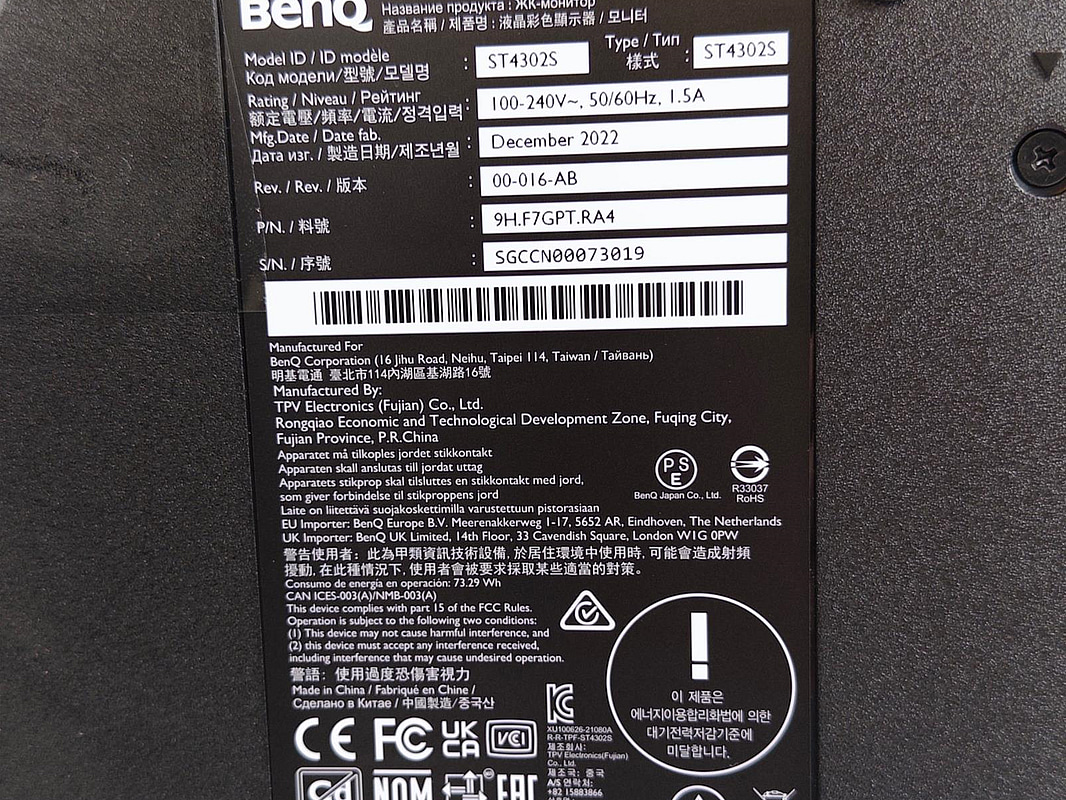 BenQ
Название продукта : ЖК-монитор
產品名稱 / 제품명 : 液晶彩色顯示器 / 모니터
Model ID / ID modèle
Код модели/型號/모델명 : ST4302S
Type / Тип
樣式 : ST4302S
Rating / Niveau / Рейтинг
額定電壓/頻率/電流/정격입력 : 100-240V~, 50/60Hz, 1.5A
Mfg.Date / Date fab.
Дата изг. / 製造日期/제조년월 : December 2022
Rev. / Rev. / 版本 : 00-016-AB
P/N. / 料號 : 9H.F7GPT.RA4
S/N. / 序號 : SGCCN00073019
Manufactured For
BenQ Corporation (16 Jihu Road, Neihu, Taipei 114, Taiwan / Тайвань)
明基電通 臺北市114內湖區基湖路16號
Manufactured By:
TPV Electronics (Fujian) Co., Ltd.
Rongqiao Economic and Technological Development Zone, Fuqing City,
Fujian Province, P.R.China
Apparatet må tilkoples jordet stikkontakt
Apparaten skall anslutas till jordat uttag
Apparatets stikprop skal tilsluttes en stikkontakt med jord,
som giver forbindelse til stikproppens jord
Laite on liitettävä suojakoskettimilla varustettuun pistorasiaan
PSE
BenQ Japan Co., Ltd.
R33037
RoHS
EU Importer: BenQ Europe B.V. Meerenakkerweg 1-17, 5652 AR, Eindhoven, The Netherlands
UK Importer: BenQ UK Limited, 14th Floor, 33 Cavendish Square, London W1G 0PW
警告使用者: 此為甲類資訊技術設備, 於居住環境中使用時, 可能會造成射頻
擾動, 在此種情況下, 使用者會被要求採取某些適當的對策。
Consumo de energía en operación: 73.29 Wh
CAN ICES-003(A)/NMB-003(A)
This device complies with part 15 of the FCC Rules.
Operation is subject to the following two conditions:
(1) This device may not cause harmful interference, and
(2) this device must accept any interference received,
including interference that may cause undesired operation.
警語: 使用過度恐傷害視力
Made in China / Fabriqué en Chine /
Сделано в Китае / 中國製造/중국산
이 제품은
에너지이용합리화법에 의한
대기전력저감기준에
미달합니다.
CE FC UK CA VCI
XU100626-21080A
R-R-TPF-ST4302S
제조회사:
TPV Electronics(Fujian)
Co., Ltd.
제조국: 중국
A/S 연락처:
+82 15883866
NOM
EAC